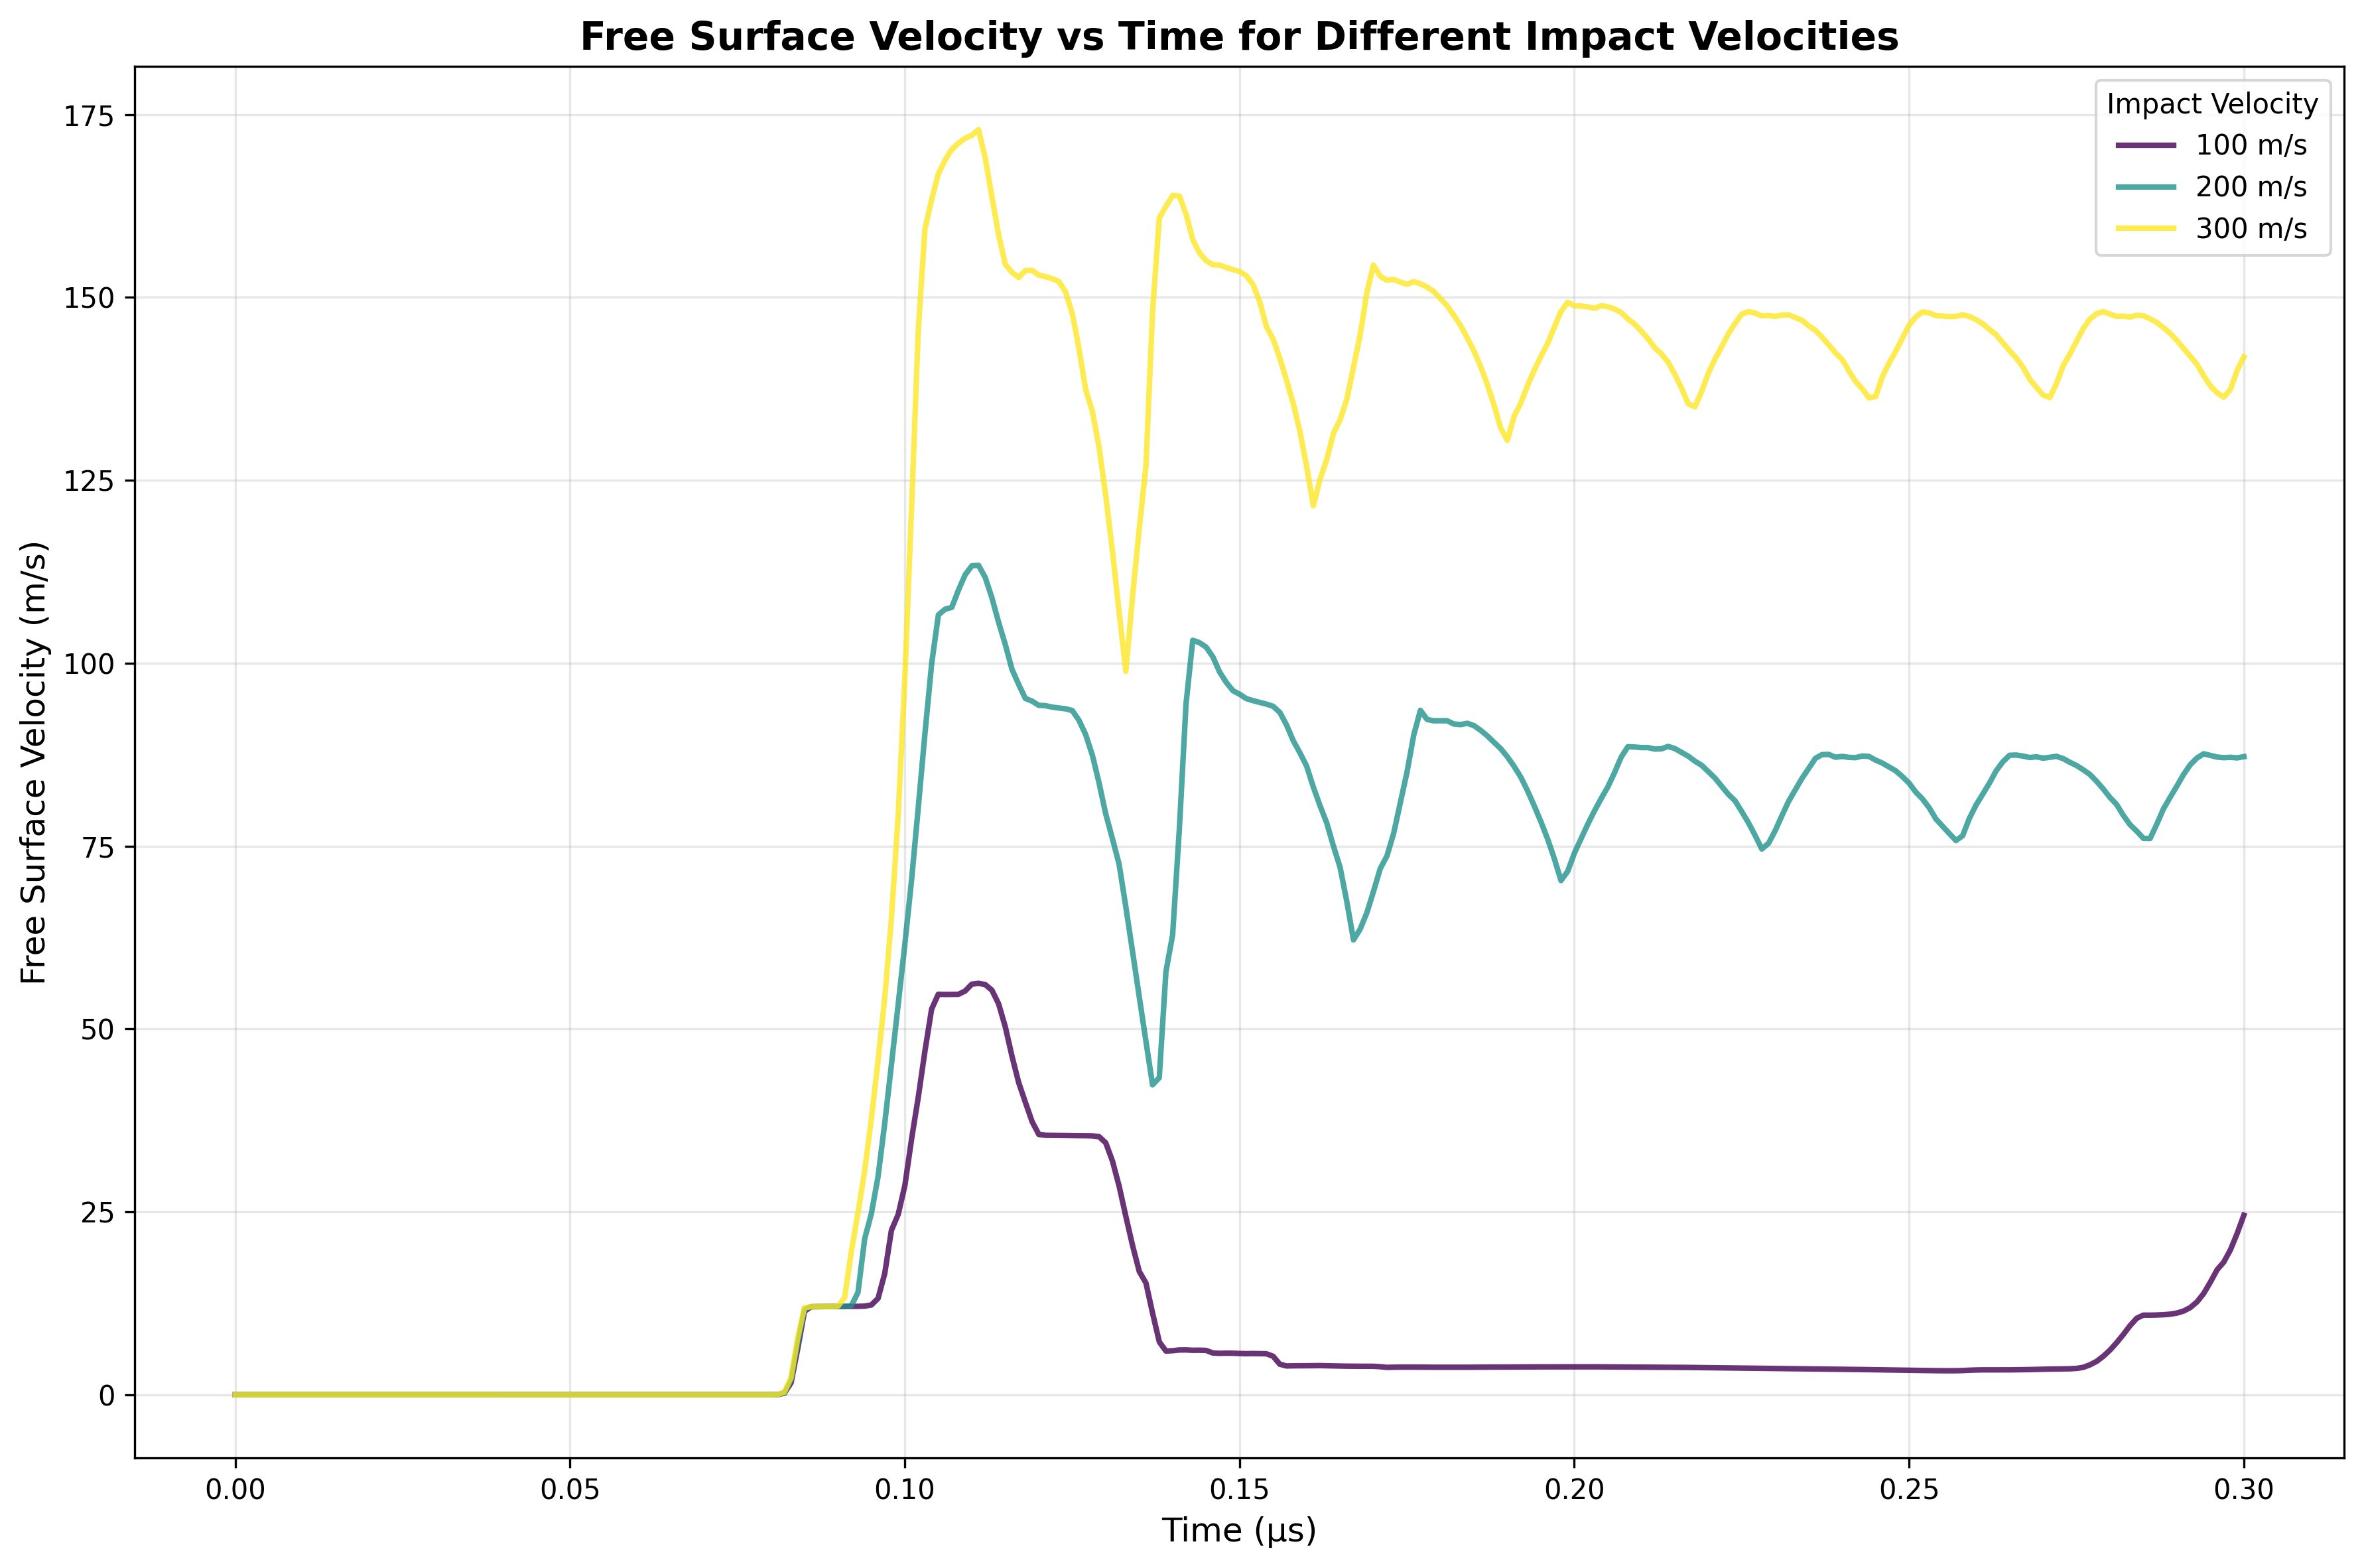 Free Surface Velocity vs Time for Different Impact Velocities
Impact Velocity
100 m/s
200 m/s
300 m/s
Free Surface Velocity (m/s)
175
150
125
100
75
50
25
0
0.00 0.05 0.10 0.15 0.20 0.25 0.30
Time (μs)